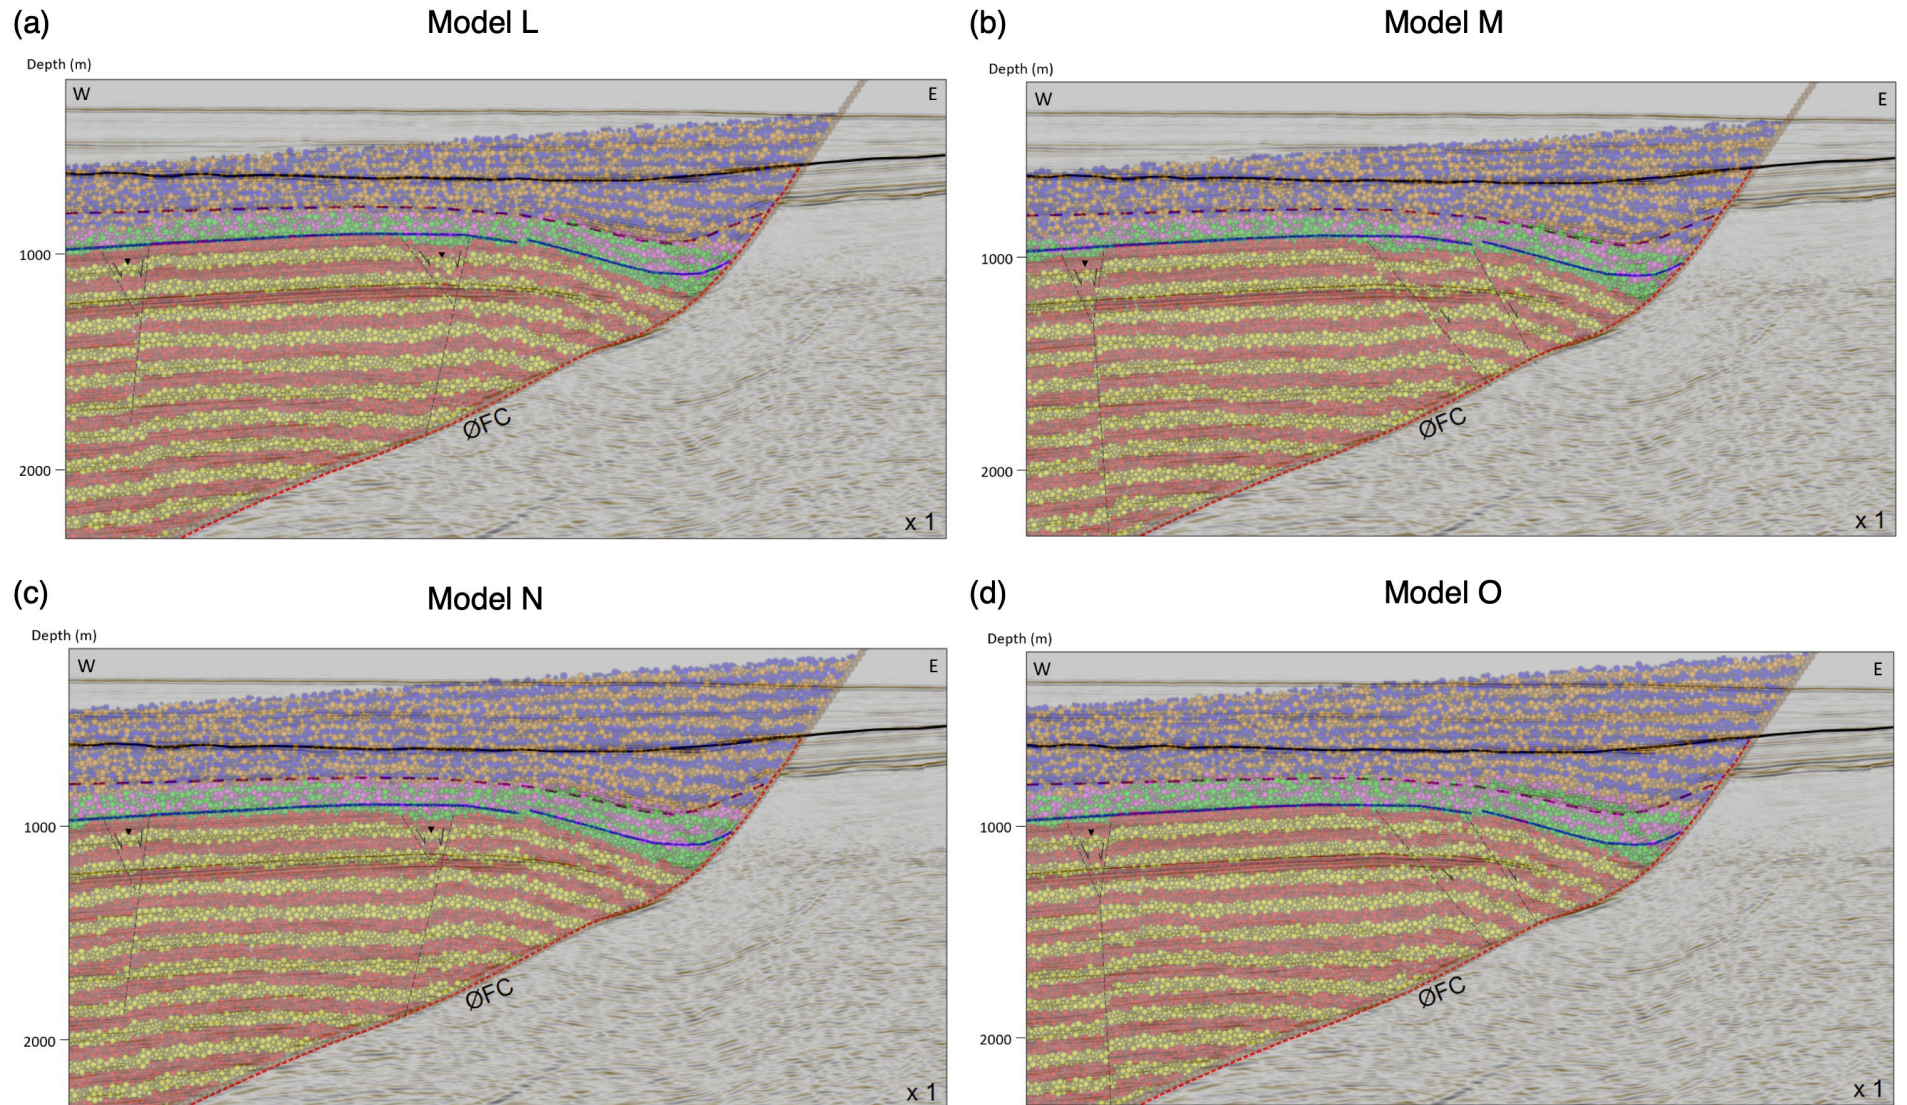 (a)
Model L
Depth (m)
W
E
1000
2000
ØFC
x 1
(b)
Model M
Depth (m)
W
E
1000
2000
ØFC
x 1
(c)
Model N
Depth (m)
W
E
1000
2000
ØFC
x 1
(d)
Model O
Depth (m)
W
E
1000
2000
ØFC
x 1